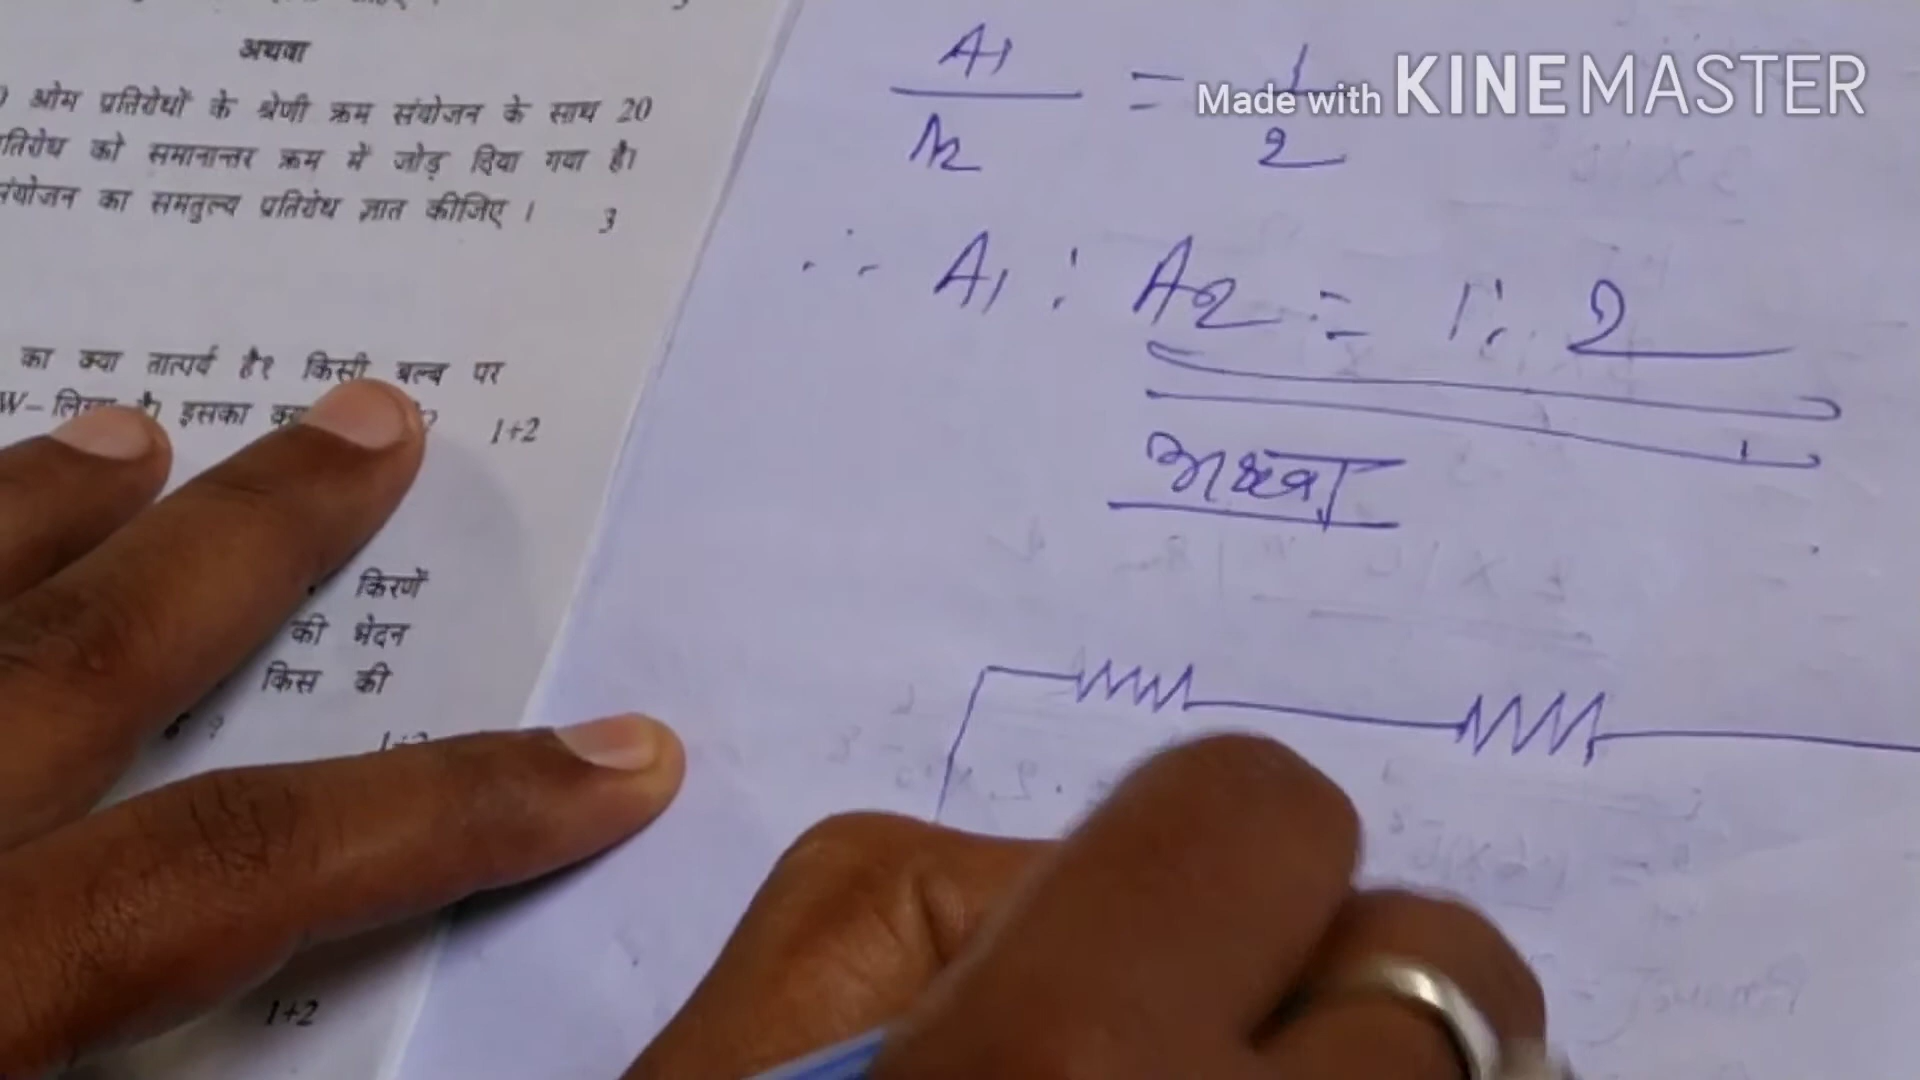 अथवा
ओम प्रतिरोधों के श्रेणी क्रम संयोजन के साथ 20
को समानान्तर क्रम में जोड़ दिया गया है।
का समतुल्य प्रतिरोध ज्ञात कीजिए । 3
का क्या तात्पर्य है? किसी बल्ब पर
W- इसका 1+2
किरणें
की भेदन
किस की
?
1+2
Made with KINEMASTER
A1 / A2 = 1 / 2
∴ A1 : A2 = 1 : 2
अथवा